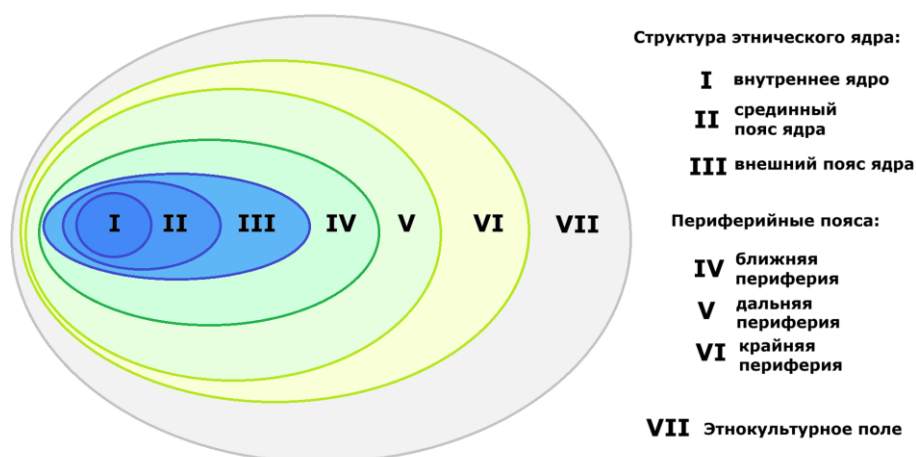 I II III IV V VI VII
Структура этнического ядра:
I внутреннее ядро
II срединный
пояс ядра
III внешний пояс ядра
Периферийные пояса:
IV ближняя
периферия
V дальняя
периферия
VI крайняя
периферия
VII Этнокультурное поле